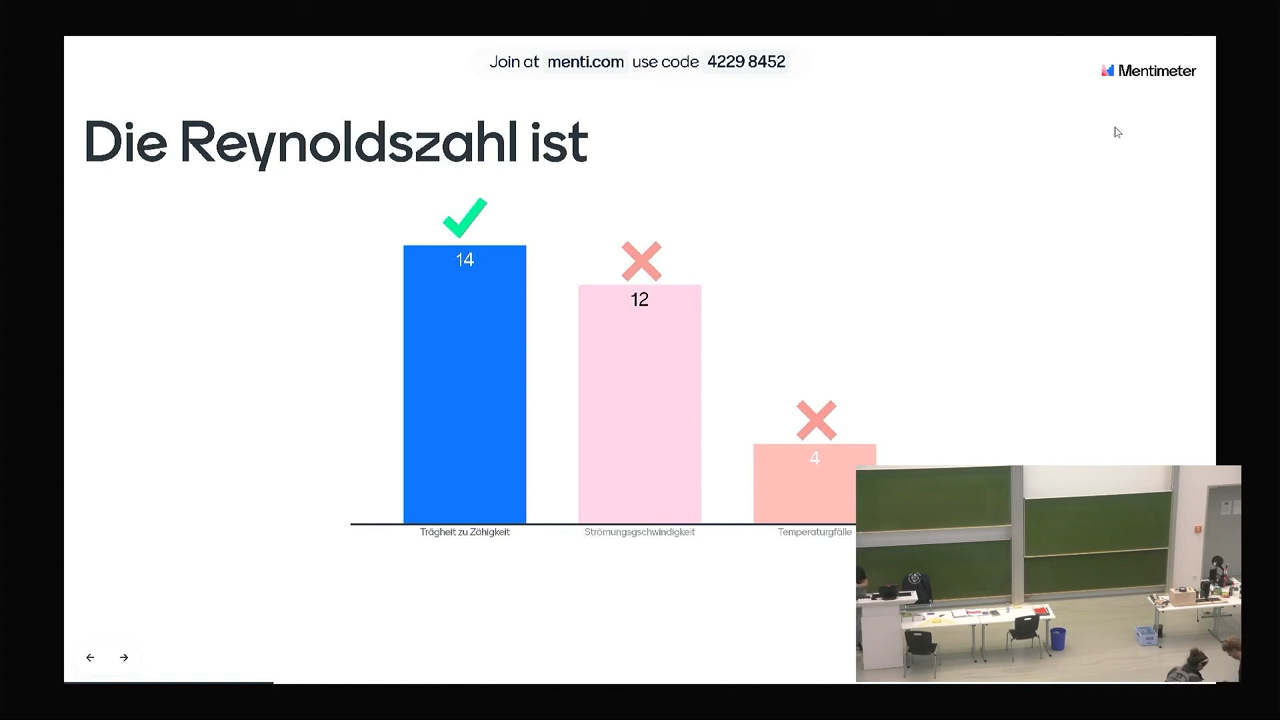 Join at menti.com use code 4229 8452
Mentimeter
Die Reynoldszahl ist
14
12
4
Trägheit zu Zähigkeit
Strömungsgschwindigkeit
Temperaturgfälle